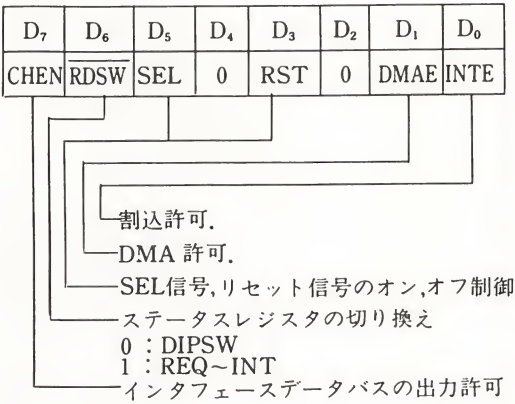 D₇ D₆ D₅ D₄ D₃ D₂ D₁ D₀
CHEN R̅D̅S̅W̅ SEL 0 RST 0 DMAE INTE
割込許可.
DMA 許可.
SEL信号,リセット信号のオン,オフ制御
ステータスレジスタの切り換え
0 : DIPSW
1 : REQ~INT
インタフェースデータバスの出力許可